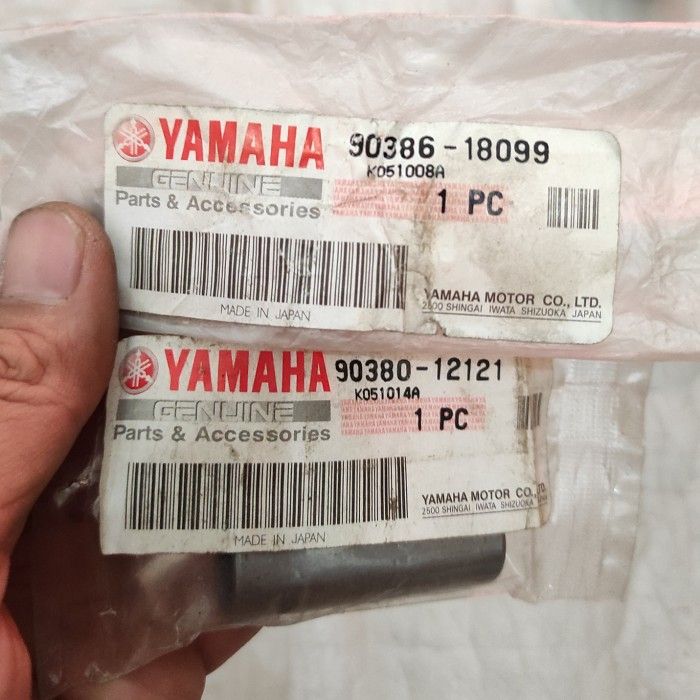 YAMAHA 90386-18099
K051008A
GENUINE
Parts & Accessories
1 PC
MADE IN JAPAN
YAMAHA MOTOR CO., LTD.
2500 SHINGAI IWATA SHIZUOKA JAPAN
YAMAHA 90380-12121
K051014A
GENUINE
Parts & Accessories
1 PC
MADE IN JAPAN
YAMAHA MOTOR CO., LTD
2500 SHINGAI IWATA SHIZUOKA